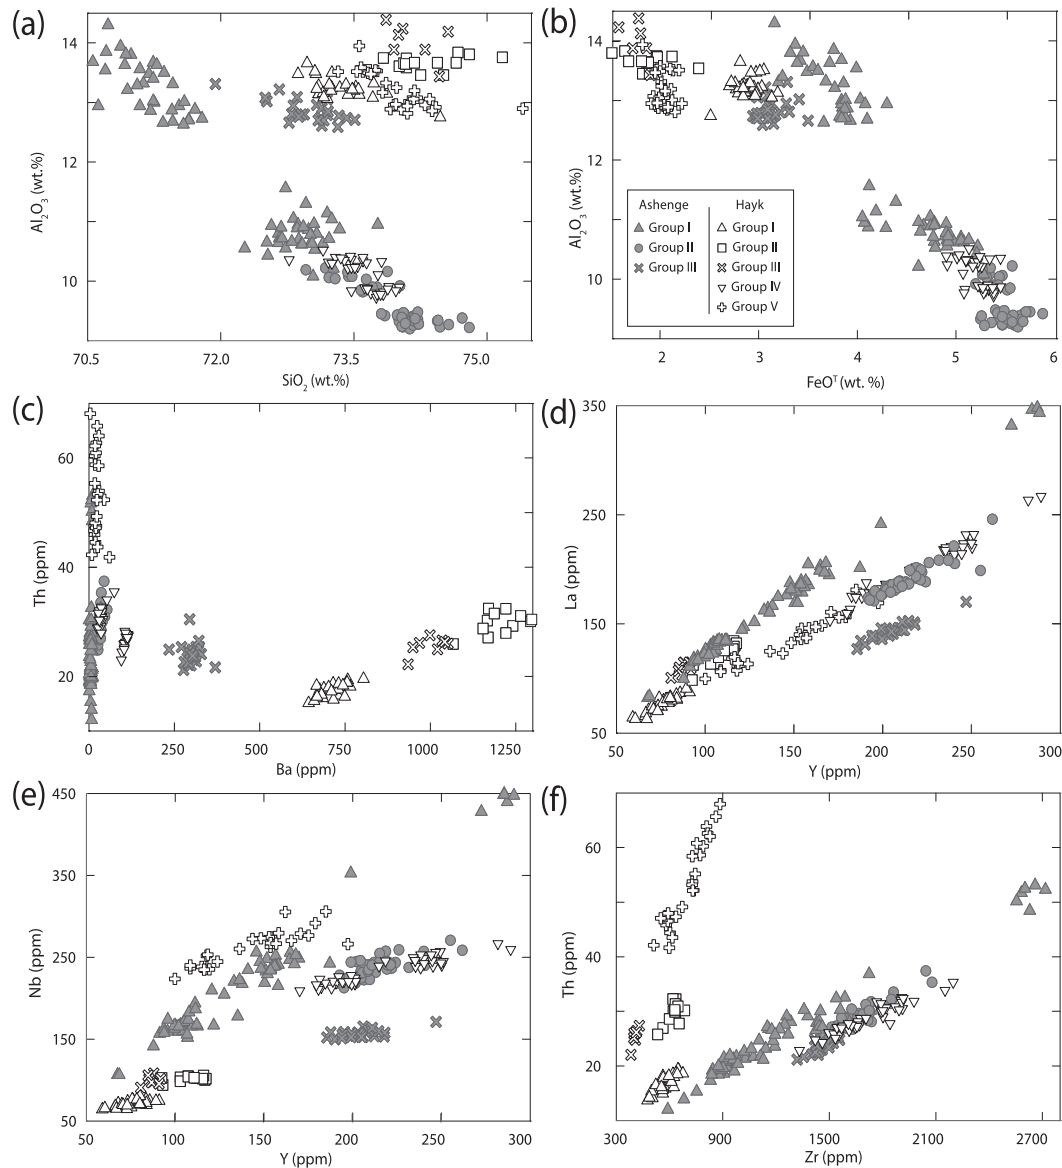 (a)
14
12
10
Al2O3 (wt.%)
70.5 72.0 73.5 75.0
SiO2 (wt.%)
(b)
14
12
10
Al2O3 (wt.%)
Ashenge Hayk
Group I Group I
Group II Group II
Group III Group III
Group IV
Group V
2 3 4 5 6
FeOT (wt. %)
(c)
60
40
20
Th (ppm)
0 250 500 750 1000 1250
Ba (ppm)
(d)
350
250
150
50
La (ppm)
50 100 150 200 250 300
Y (ppm)
(e)
450
350
250
150
50
Nb (ppm)
50 100 150 200 250 300
Y (ppm)
(f)
60
40
20
Th (ppm)
300 900 1500 2100 2700
Zr (ppm)